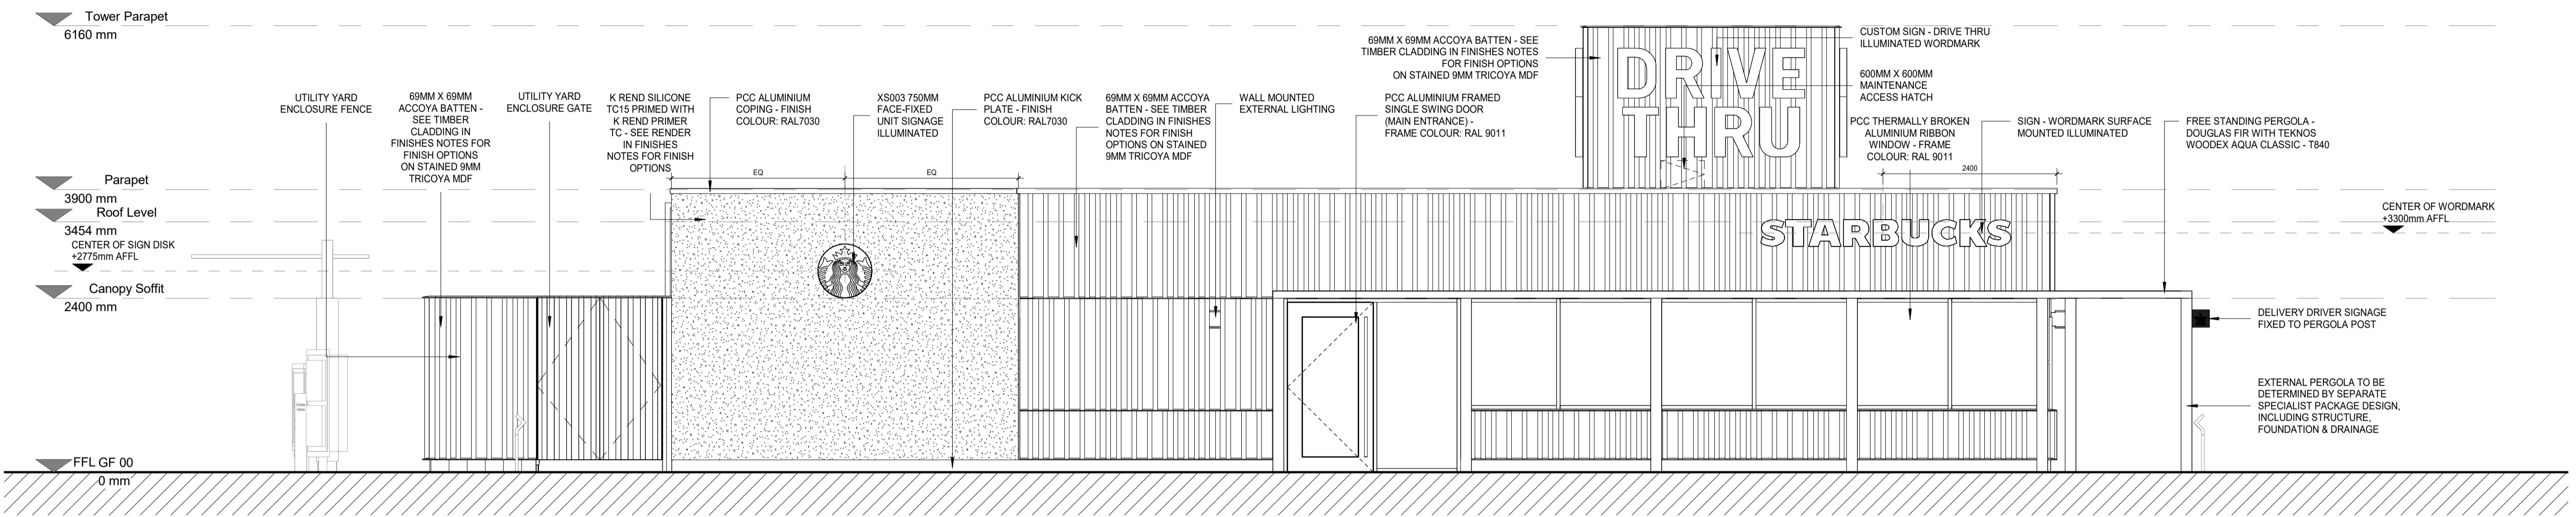 Tower Parapet
6160 mm
UTILITY YARD
ENCLOSURE FENCE
69MM X 69MM
ACCOYA BATTEN -
SEE TIMBER
CLADDING IN
FINISHES NOTES FOR
FINISH OPTIONS
ON STAINED 9MM
TRICOYA MDF
UTILITY YARD
ENCLOSURE GATE
K REND SILICONE
TC15 PRIMED WITH
K REND PRIMER
TC - SEE RENDER
IN FINISHES
NOTES FOR FINISH
OPTIONS
PCC ALUMINIUM
COPING - FINISH
COLOUR: RAL7030
XS003 750MM
FACE-FIXED
UNIT SIGNAGE
ILLUMINATED
PCC ALUMINIUM KICK
PLATE - FINISH
COLOUR: RAL7030
69MM X 69MM ACCOYA
BATTEN - SEE TIMBER
CLADDING IN FINISHES
NOTES FOR FINISH
OPTIONS ON STAINED
9MM TRICOYA MDF
WALL MOUNTED
EXTERNAL LIGHTING
69MM X 69MM ACCOYA BATTEN - SEE
TIMBER CLADDING IN FINISHES NOTES
FOR FINISH OPTIONS
ON STAINED 9MM TRICOYA MDF
PCC ALUMINIUM FRAMED
SINGLE SWING DOOR
(MAIN ENTRANCE) -
FRAME COLOUR: RAL 9011
DRIVE
THRU
CUSTOM SIGN - DRIVE THRU
ILLUMINATED WORDMARK
600MM X 600MM
MAINTENANCE
ACCESS HATCH
PCC THERMALLY BROKEN
ALUMINIUM RIBBON
WINDOW - FRAME
COLOUR: RAL 9011
SIGN - WORDMARK SURFACE
MOUNTED ILLUMINATED
FREE STANDING PERGOLA -
DOUGLAS FIR WITH TEKNOS
WOODEX AQUA CLASSIC - T840
EQ
EQ
2400
Parapet
3900 mm
Roof Level
3454 mm
CENTER OF SIGN DISK
+2775mm AFFL
Canopy Soffit
2400 mm
STARBUCKS
CENTER OF WORDMARK
+3300mm AFFL
DELIVERY DRIVER SIGNAGE
FIXED TO PERGOLA POST
EXTERNAL PERGOLA TO BE
DETERMINED BY SEPARATE
SPECIALIST PACKAGE DESIGN,
INCLUDING STRUCTURE,
FOUNDATION & DRAINAGE
FFL GF 00
0 mm